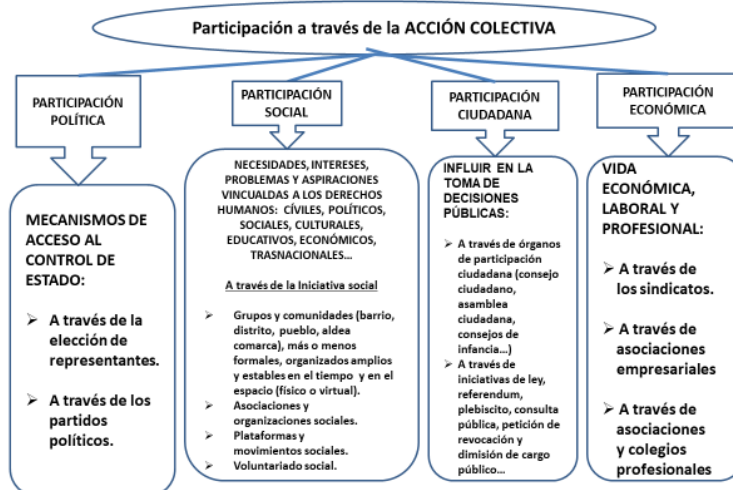 Participación a través de la ACCIÓN COLECTIVA
PARTICIPACIÓN
POLÍTICA
PARTICIPACIÓN
SOCIAL
PARTICIPACIÓN
CIUDADANA
PARTICIPACIÓN
ECONÓMICA
MECANISMOS DE
ACCESO AL
CONTROL DE
ESTADO:
➢ A través de la
elección de
representantes.
➢ A través de los
partidos
políticos.
NECESIDADES, INTERESES,
PROBLEMAS Y ASPIRACIONES
VINCUALDAS A LOS DERECHOS
HUMANOS: CÍVILES, POLÍTICOS,
SOCIALES, CULTURALES,
EDUCATIVOS, ECONÓMICOS,
TRASNACIONALES...
A través de la Iniciativa social
➢ Grupos y comunidades (barrio,
distrito, pueblo, aldea
comarca), más o menos
formales, organizados amplios
y estables en el tiempo y en el
espacio (físico o virtual).
➢ Asociaciones y
organizaciones sociales.
➢ Plataformas y
movimientos sociales.
➢ Voluntariado social.
INFLUIR EN LA
TOMA DE
DECISIONES
PÚBLICAS:
➢ A través de órganos
de participación
ciudadana (consejo
ciudadano,
asamblea
ciudadana,
consejos de
infancia...)
➢ A través de
iniciativas de ley,
referendum,
plebiscito, consulta
pública, petición de
revocación y
dimisión de cargo
público...
VIDA
ECONÓMICA,
LABORAL Y
PROFESIONAL:
➢ A través de
los sindicatos.
➢ A través de
asociaciones
empresariales
➢ A través de
asociaciones
y colegios
profesionales